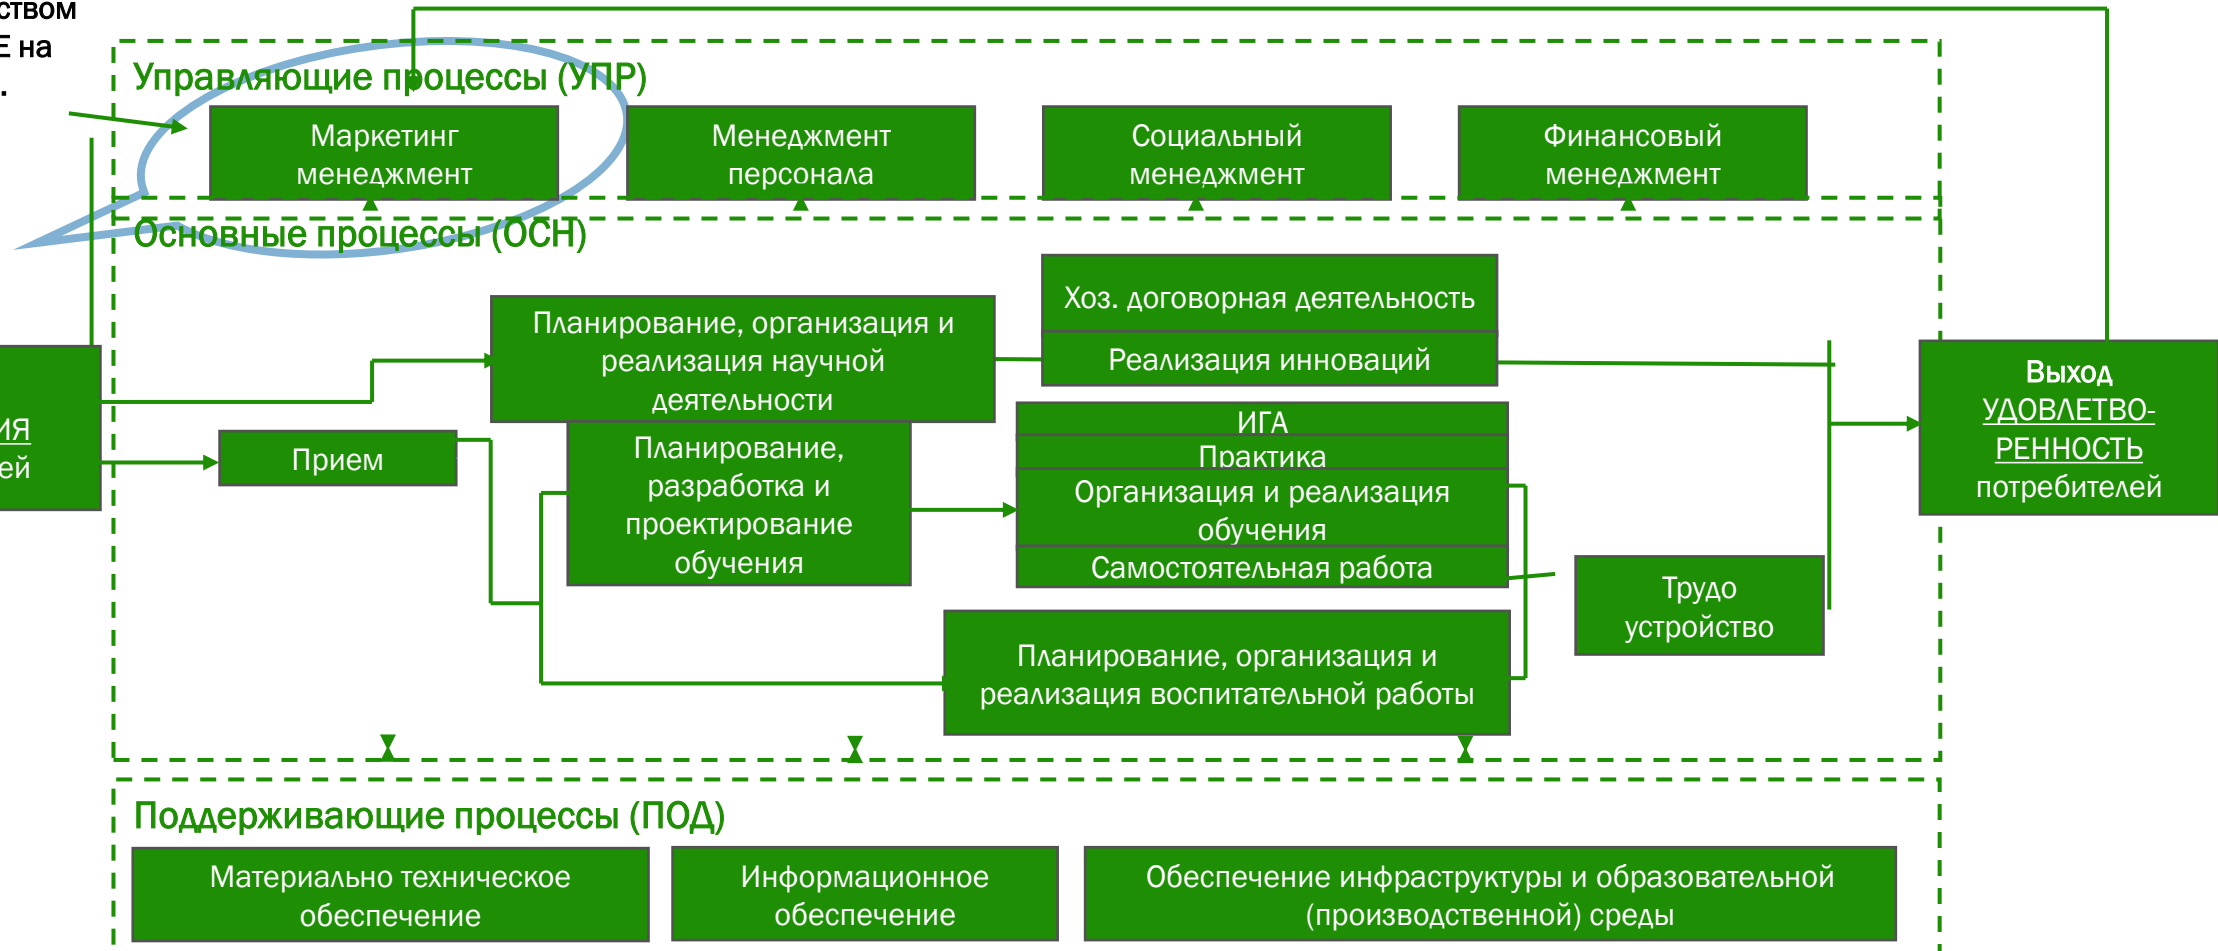 Е на
Управляющие процессы (УПР)
Маркетинг
менеджмент
Менеджмент
персонала
Социальный
менеджмент
Финансовый
менеджмент
Основные процессы (ОСН)
Хоз. договорная деятельность
Планирование, организация и
реализация научной
деятельности
Реализация инноваций
Выход
УДОВЛЕТВО-
РЕННОСТЬ
потребителей
ИГА
Прием
Планирование,
разработка и
проектирование
обучения
Практика
Организация и реализация
обучения
Самостоятельная работа
Трудо
устройство
Планирование, организация и
реализация воспитательной работы
Поддерживающие процессы (ПОД)
Материально техническое
обеспечение
Информационное
обеспечение
Обеспечение инфраструктуры и образовательной
(производственной) среды